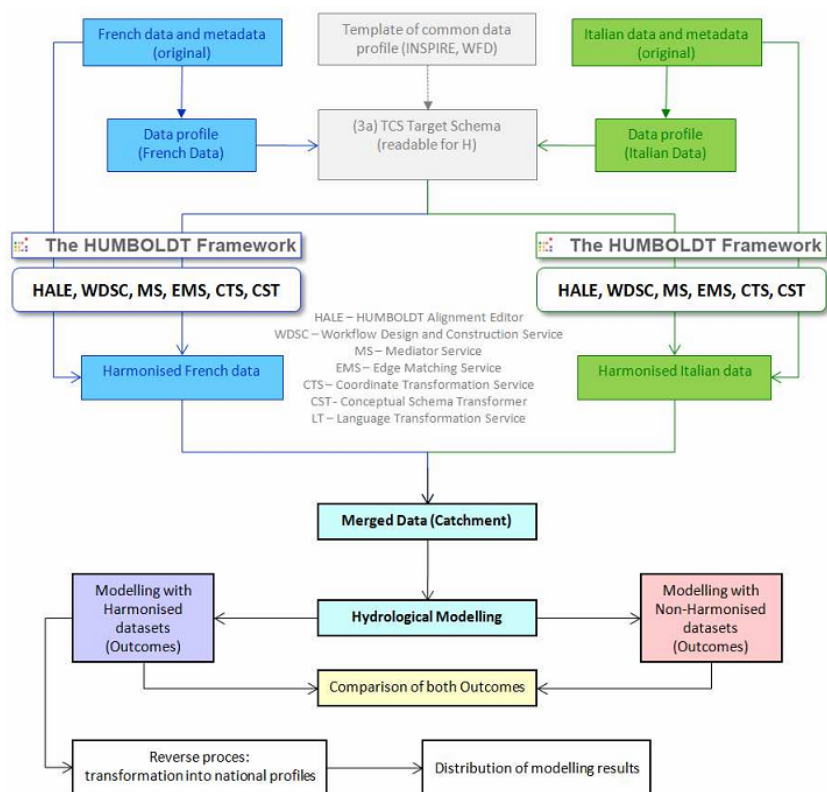 French data and metadata
(original)
Template of common data
profile (INSPIRE, WFD)
Italian data and metadata
(original)
Data profile
(French Data)
(3a) TCS Target Schema
(readable for H)
Data profile
(Italian Data)
The HUMBOLDT Framework
The HUMBOLDT Framework
HALE, WDSC, MS, EMS, CTS, CST
HALE, WDSC, MS, EMS, CTS, CST
HALE – HUMBOLDT Alignment Editor
WDSC – Workflow Design and Construction Service
MS – Mediator Service
EMS – Edge Matching Service
CTS – Coordinate Transformation Service
CST - Conceptual Schema Transformer
LT – Language Transformation Service
Harmonised French data
Harmonised Italian data
Merged Data (Catchment)
Modelling with
Harmonised
datasets
(Outcomes)
Hydrological Modelling
Modelling with
Non-Harmonised
datasets
(Outcomes)
Comparison of both Outcomes
Reverse proces:
transformation into national profiles
Distribution of modelling results